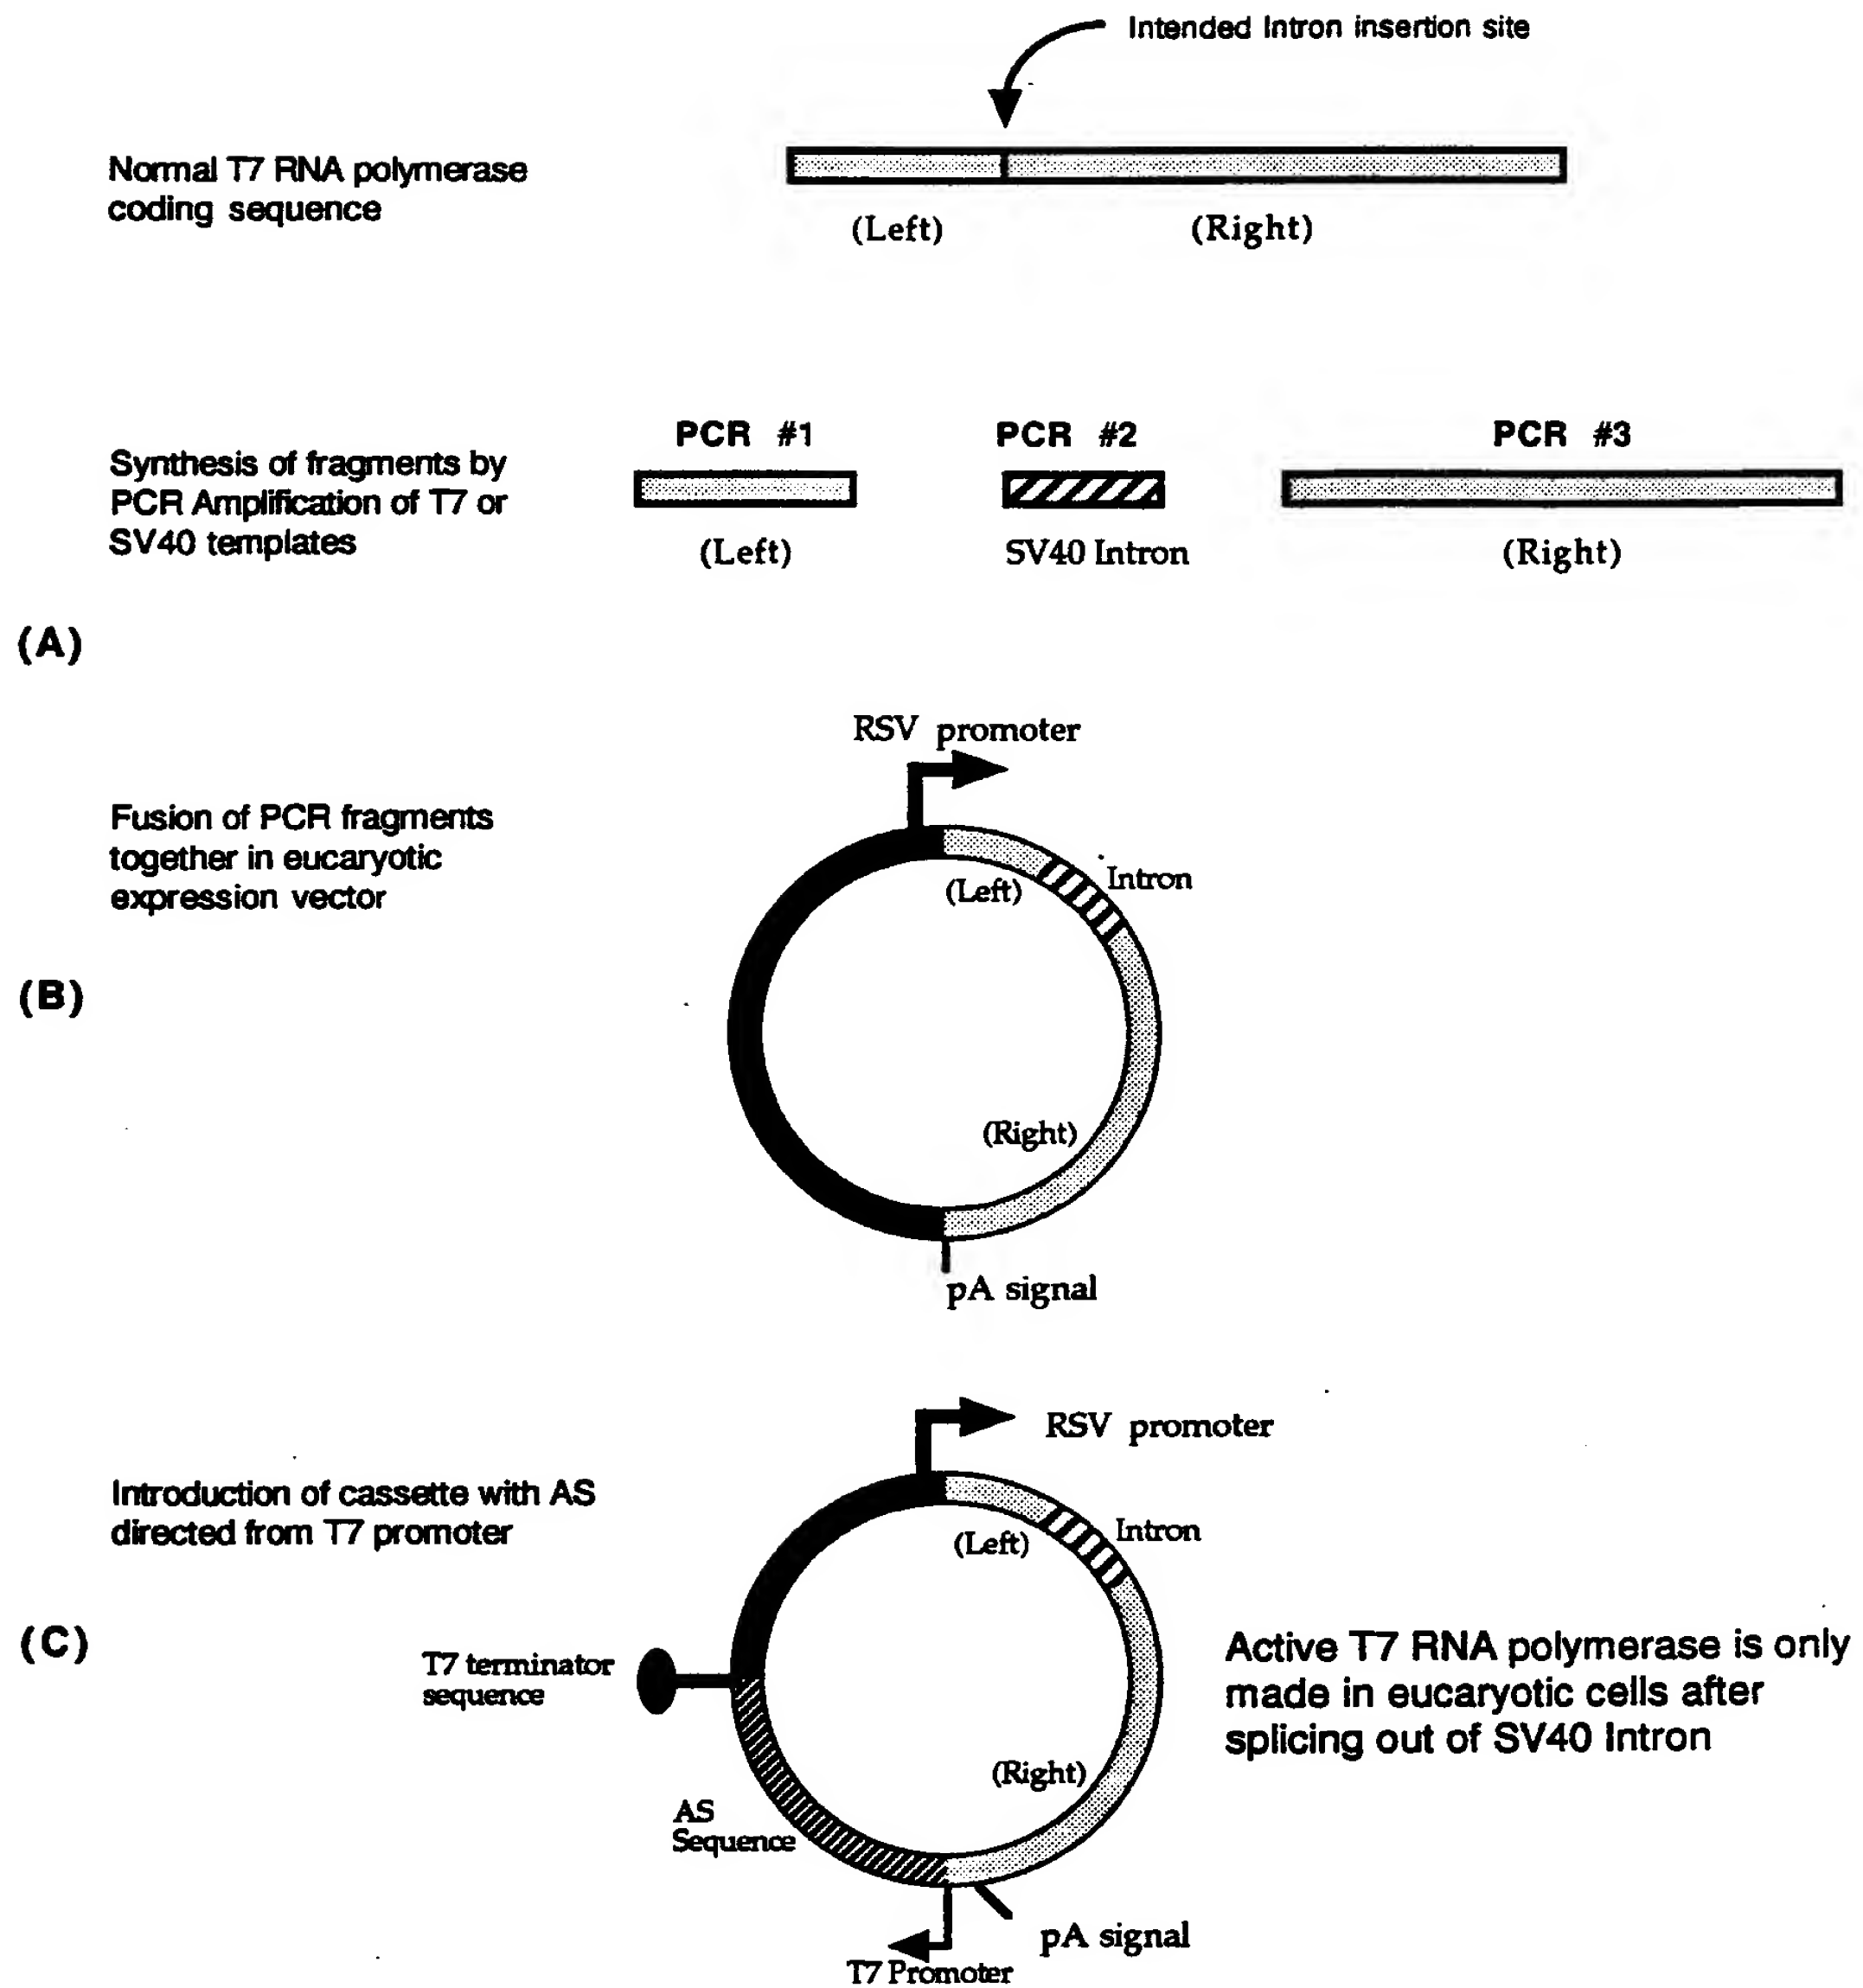 Intended Intron insertion site
Normal T7 RNA polymerase
coding sequence
(Left)
(Right)
PCR #1
PCR #2
PCR #3
Synthesis of fragments by
PCR Amplification of T7 or
SV40 templates
(Left)
SV40 Intron
(Right)
(A)
RSV promoter
Fusion of PCR fragments
together in eucaryotic
expression vector
(Left)
Intron
(B)
(Right)
pA signal
RSV promoter
Introduction of cassette with AS
directed from T7 promoter
(Left)
Intron
(C)
T7 terminator
sequence
Active T7 RNA polymerase is only
made in eucaryotic cells after
splicing out of SV40 Intron
(Right)
AS
Sequence
pA signal
T7 Promoter